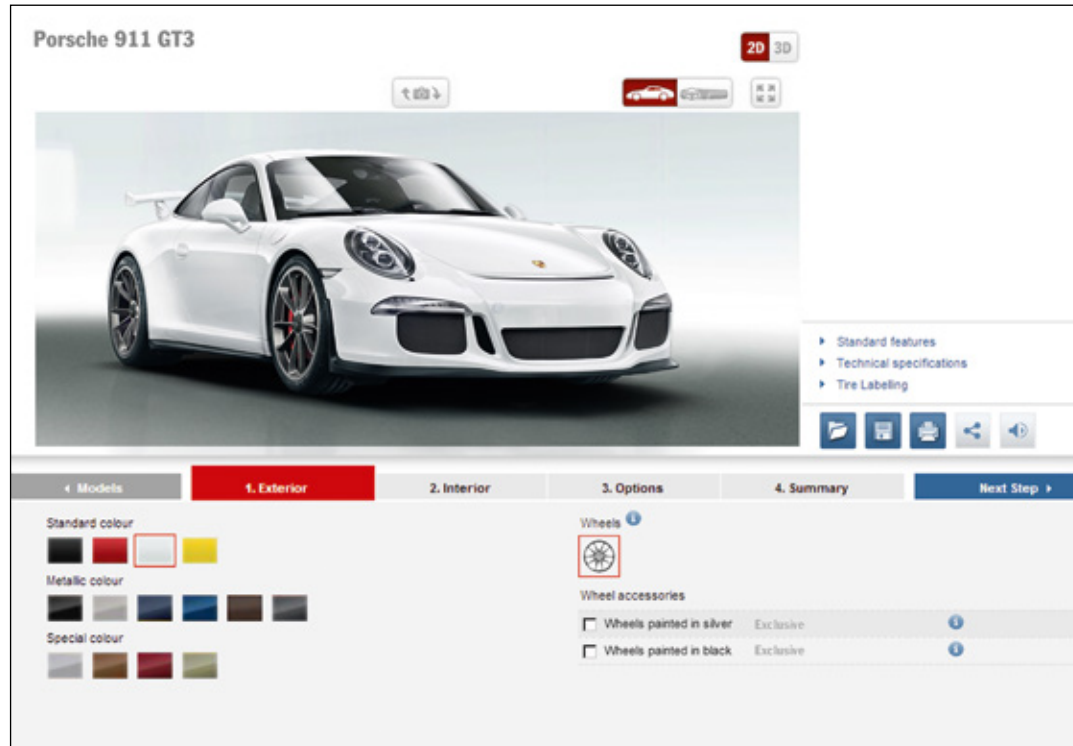 Porsche 911 GT3
2D 3D
Standard features
Technical specifications
Tire Labelling
Models
1. Exterior
2. Interior
3. Options
4. Summary
Next Step
Standard colour
Metallic colour
Special colour
Wheels
Wheel accessories
Wheels painted in silver Exclusive
Wheels painted in black Exclusive